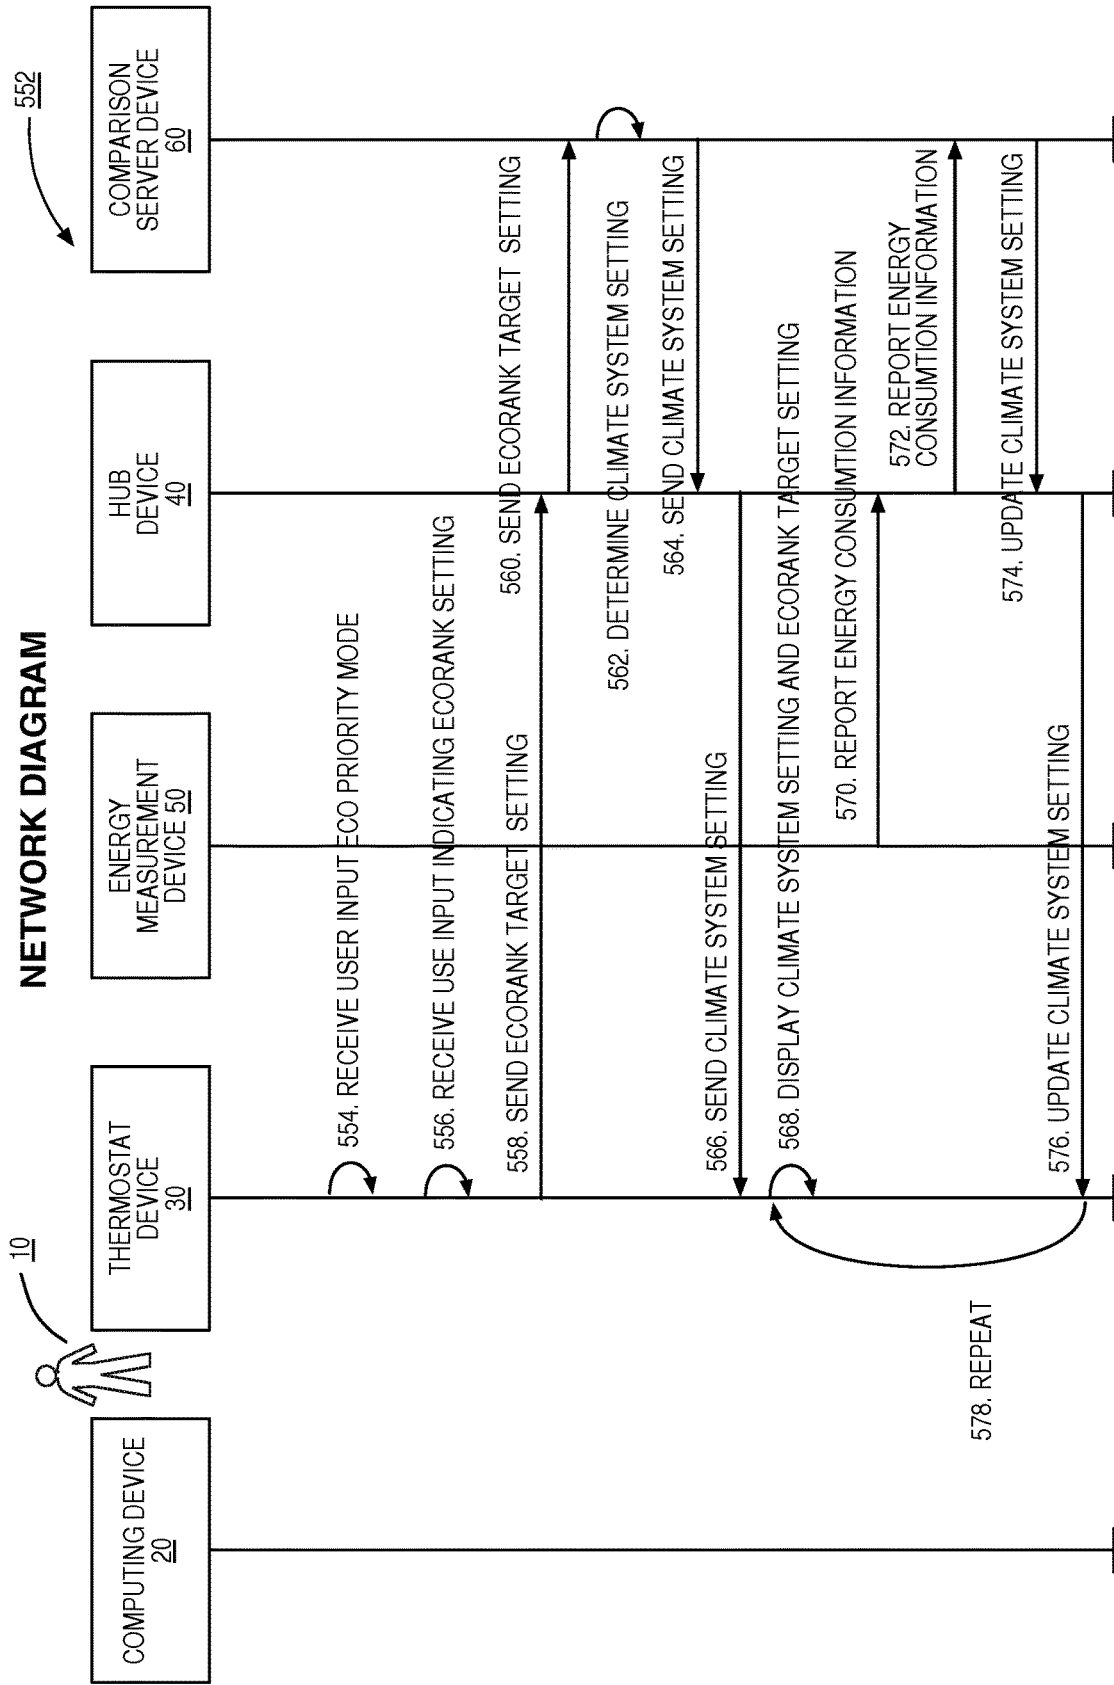 NETWORK DIAGRAM
552
10
COMPUTING DEVICE
20
THERMOSTAT
DEVICE
30
ENERGY
MEASUREMENT
DEVICE 50
HUB
DEVICE
40
COMPARISON
SERVER DEVICE
60
554. RECEIVE USER INPUT ECO PRIORITY MODE
556. RECEIVE USE INPUT INDICATING ECORANK SETTING
558. SEND ECORANK TARGET SETTING
560. SEND ECORANK TARGET SETTING
562. DETERMINE CLIMATE SYSTEM SETTING
564. SEND CLIMATE SYSTEM SETTING
566. SEND CLIMATE SYSTEM SETTING
568. DISPLAY CLIMATE SYSTEM SETTING AND ECORANK TARGET SETTING
570. REPORT ENERGY CONSUMTION INFORMATION
572. REPORT ENERGY
CONSUMTION INFORMATION
574. UPDATE CLIMATE SYSTEM SETTING
576. UPDATE CLIMATE SYSTEM SETTING
578. REPEAT